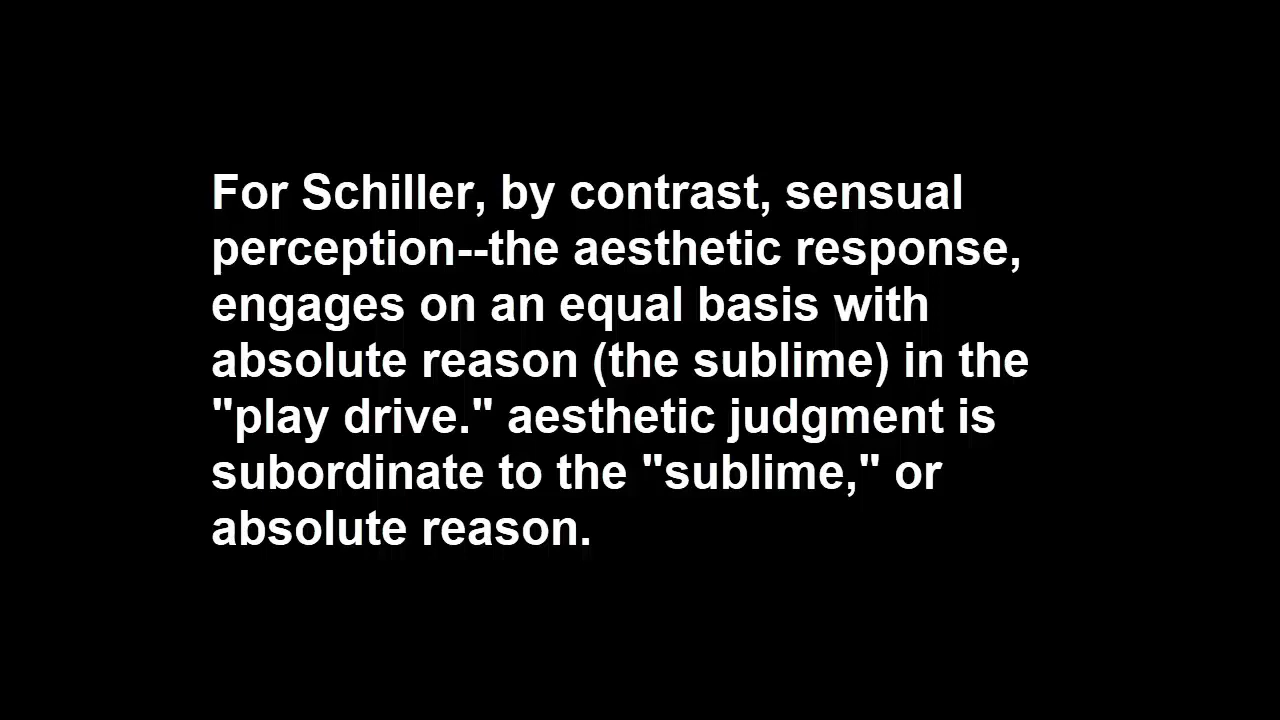 For Schiller, by contrast, sensual
perception--the aesthetic response,
engages on an equal basis with
absolute reason (the sublime) in the
"play drive." aesthetic judgment is
subordinate to the "sublime," or
absolute reason.